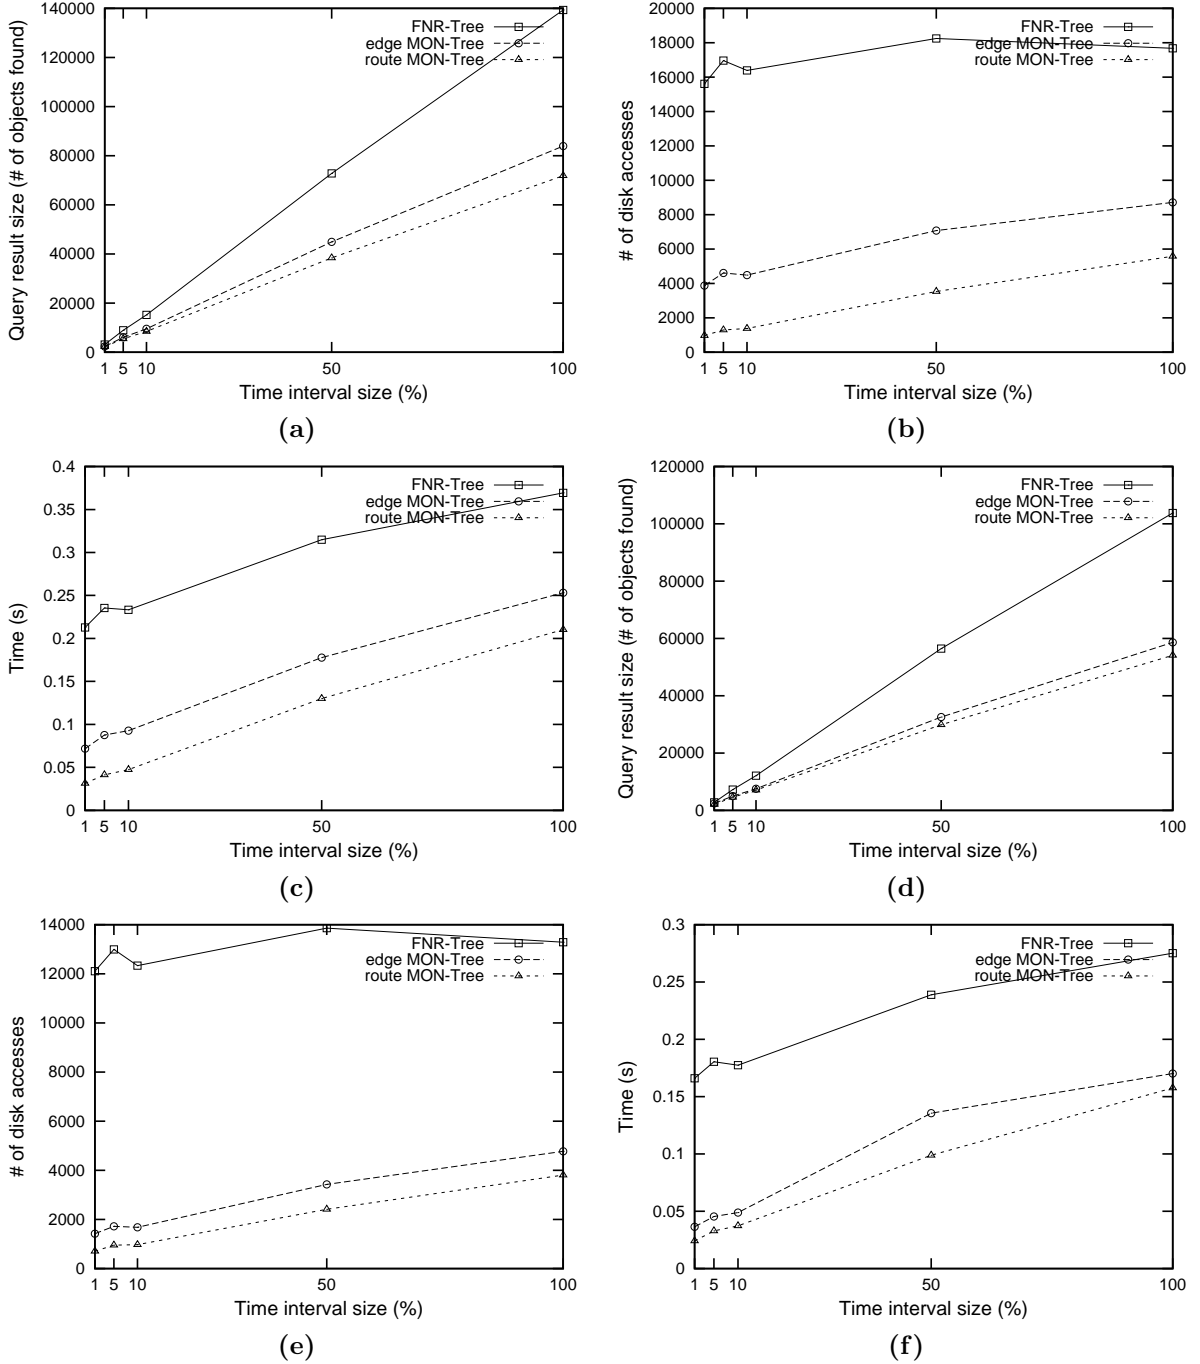 Query result size (# of objects found)
140000
120000
100000
80000
60000
40000
20000
0
FNR-Tree
edge MON-Tree
route MON-Tree
1 5 10 50 100
Time interval size (%)
(a)
# of disk accesses
20000
18000
16000
14000
12000
10000
8000
6000
4000
2000
0
FNR-Tree
edge MON-Tree
route MON-Tree
1 5 10 50 100
Time interval size (%)
(b)
Time (s)
0.4
0.35
0.3
0.25
0.2
0.15
0.1
0.05
0
FNR-Tree
edge MON-Tree
route MON-Tree
1 5 10 50 100
Time interval size (%)
(c)
Query result size (# of objects found)
120000
100000
80000
60000
40000
20000
0
FNR-Tree
edge MON-Tree
route MON-Tree
1 5 10 50 100
Time interval size (%)
(d)
# of disk accesses
14000
12000
10000
8000
6000
4000
2000
0
FNR-Tree
edge MON-Tree
route MON-Tree
1 5 10 50 100
Time interval size (%)
(e)
Time (s)
0.3
0.25
0.2
0.15
0.1
0.05
0
FNR-Tree
edge MON-Tree
route MON-Tree
1 5 10 50 100
Time interval size (%)
(f)